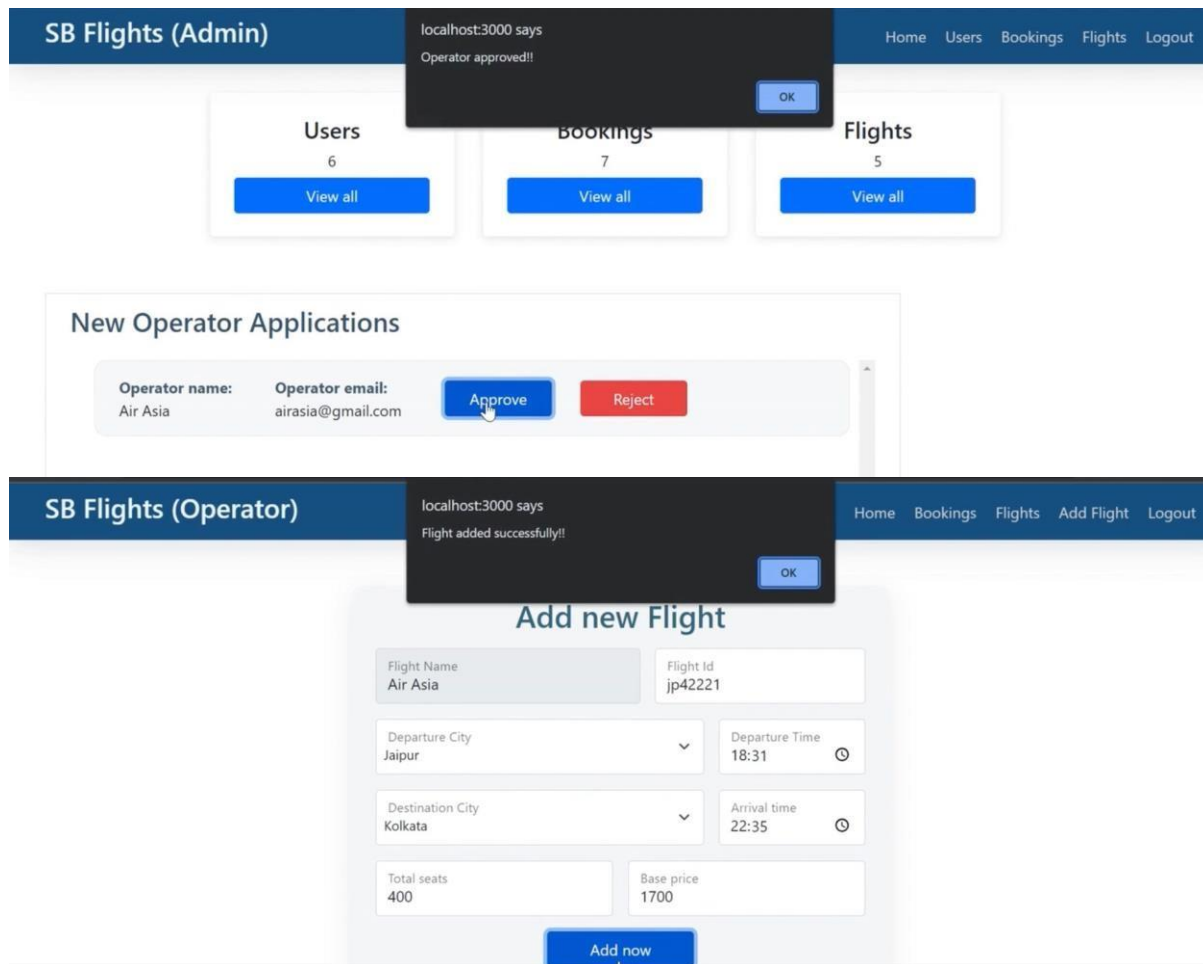 SB Flights (Admin)
localhost:3000 says
Operator approved!!
OK
Home Users Bookings Flights Logout
Users
6
View all
Bookings
7
View all
Flights
5
View all
New Operator Applications
Operator name: Operator email:
Air Asia airasia@gmail.com
Approve Reject
SB Flights (Operator)
localhost:3000 says
Flight added successfully!!
OK
Home Bookings Flights Add Flight Logout
Add new Flight
Flight Name
Air Asia
Flight Id
jp42221
Departure City
Jaipur
Departure Time
18:31
Destination City
Kolkata
Arrival time
22:35
Total seats
400
Base price
1700
Add now